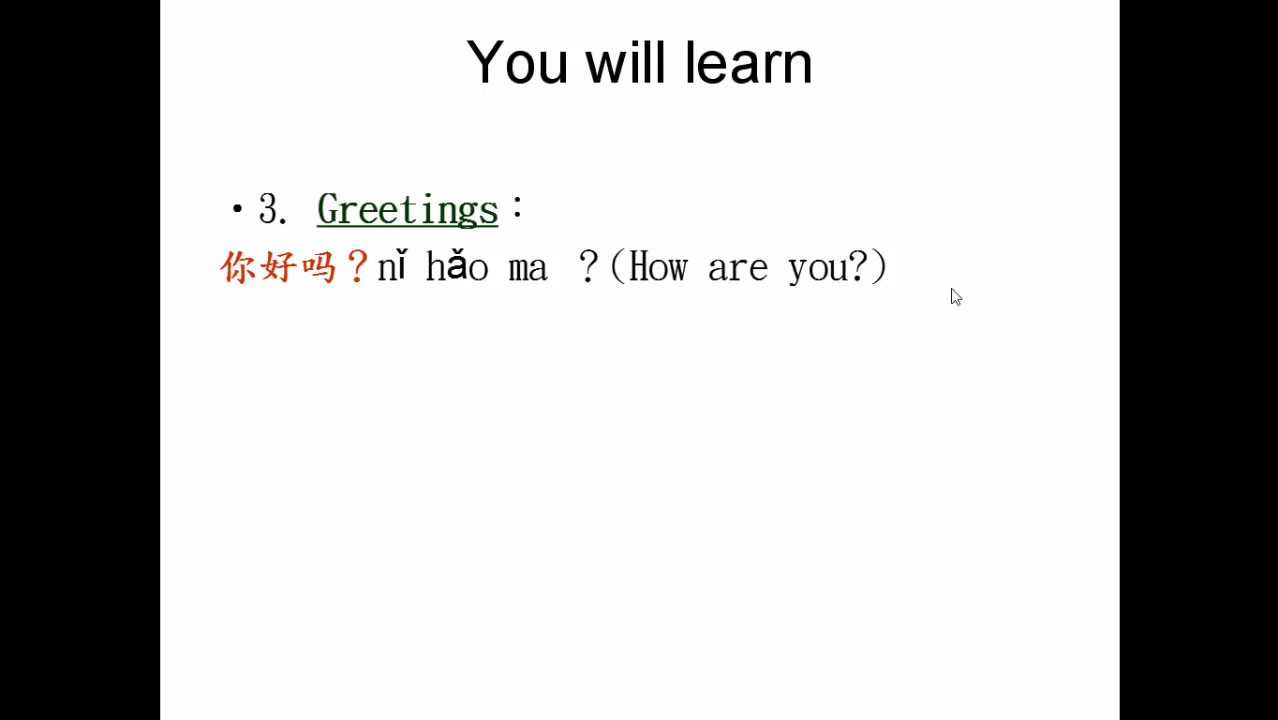 You will learn
・3. Greetings：
你好吗？nǐ hǎo ma ？(How are you?)